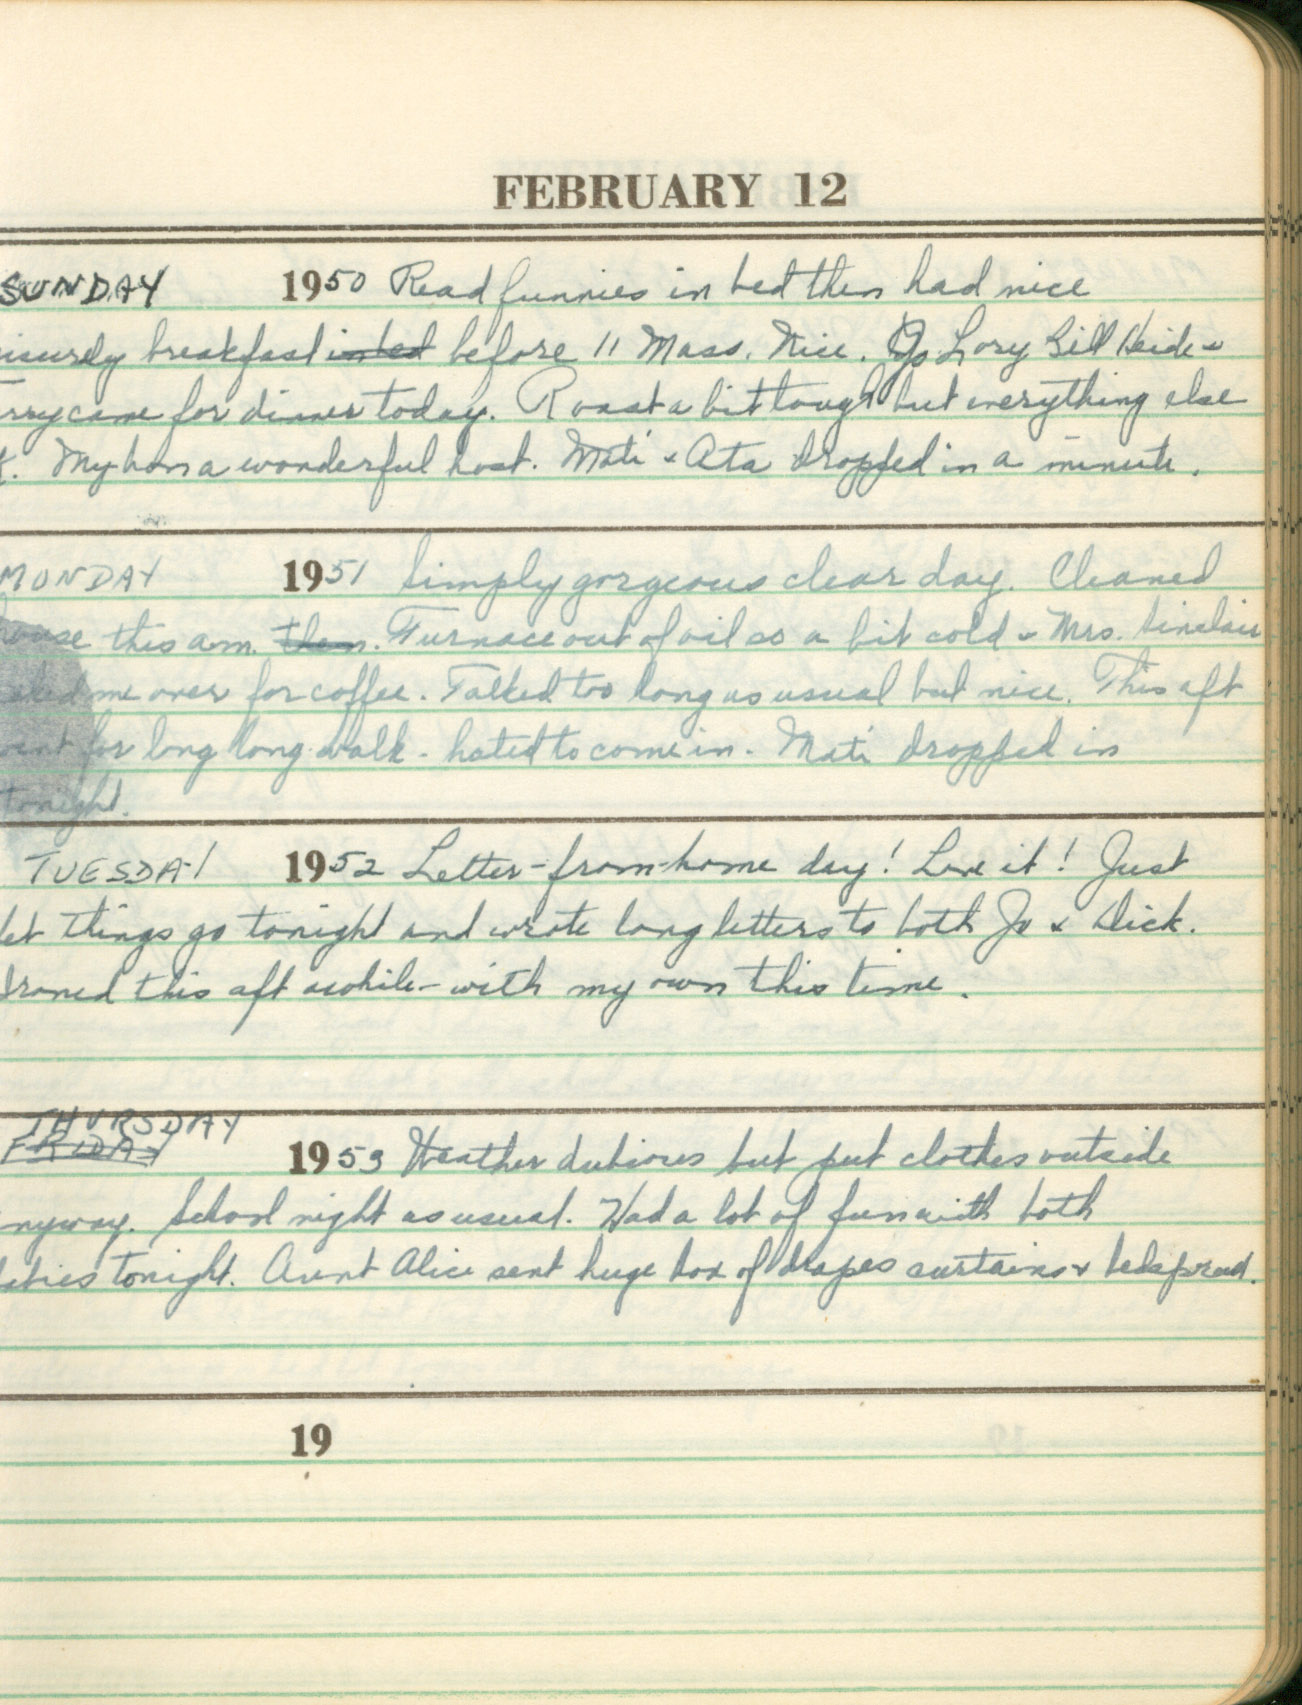 FEBRUARY 12
SUNDAY 1950 Read funnies in bed then had nice
isurely breakfast in bed before 11 Mass. Nice. Jo Lory Bill Heide &
rry came for dinner today. Roast a bit tough but everything else
k. My hon a wonderful host. Mati & Ata dropped in a minute.
MONDAY 1951 Simply gorgeous clear day. Cleaned
house this a.m. then. Furnace out of oil so a bit cold & Mrs. Sinclair
asked me over for coffee. Talked too long as usual but nice. This aft
went for long long walk - hated to come in. Mati dropped in
tonight.
TUESDAY 1952 Letter-from-home day! Love it! Just
let things go tonight and wrote long letters to both Jo & Dick.
Ironed this aft awhile - with my own this time.
THURSDAY
FRIDAY 1953 Weather dubious but put clothes outside
nyway. School night as usual. Had a lot of fun with both
babies tonight. Aunt Alice sent huge box of drapes curtains & bedspread.
19